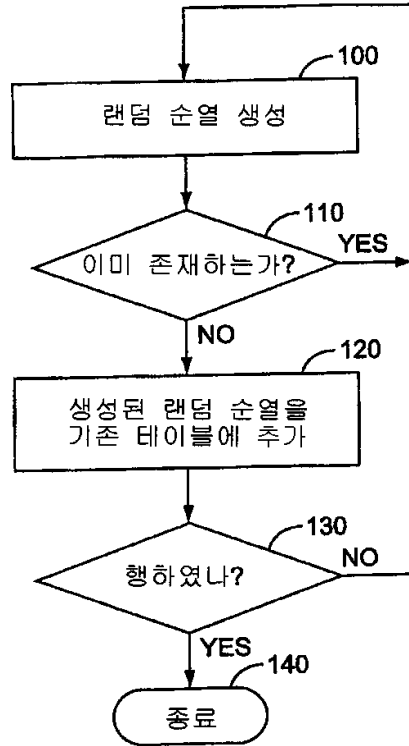 100
랜덤 순열 생성
110
이미 존재하는가?
YES
NO
120
생성된 랜덤 순열을
기존 테이블에 추가
130
행하였나?
NO
YES
140
종료